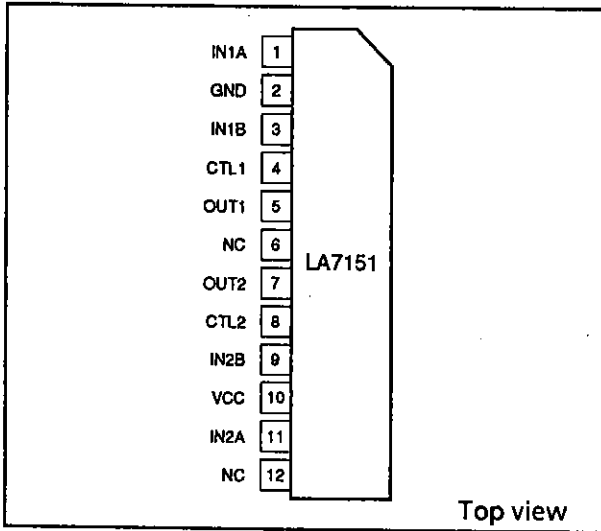 IN1A 1
GND 2
IN1B 3
CTL1 4
OUT1 5
NC 6
OUT2 7
CTL2 8
IN2B 9
VCC 10
IN2A 11
NC 12
LA7151
Top view